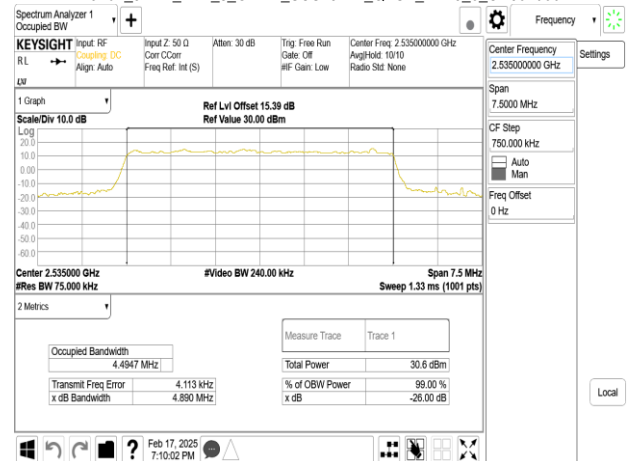 Spectrum Analyzer 1
Occupied BW
Frequency
KEYSIGHT
RL
Input: RF
Coupling: DC
Align: Auto
Input Z: 50 Ω
Corr CCorr
Freq Ref: Int (S)
Atten: 30 dB
Trig: Free Run
Gate: Off
#IF Gain: Low
Center Freq: 2.535000000 GHz
Avg|Hold: 10/10
Radio Std: None
LXI
1 Graph
Scale/Div 10.0 dB
Ref Lvl Offset 15.39 dB
Ref Value 30.00 dBm
Log
20.0
10.0
0.00
-10.0
-20.0
-30.0
-40.0
-50.0
-60.0
Center 2.535000 GHz
#Res BW 75.000 kHz
#Video BW 240.00 kHz
Span 7.5 MHz
Sweep 1.33 ms (1001 pts)
2 Metrics
Occupied Bandwidth
4.4947 MHz
Transmit Freq Error 4.113 kHz
x dB Bandwidth 4.890 MHz
Measure Trace Trace 1
Total Power 30.6 dBm
% of OBW Power 99.00 %
x dB -26.00 dB
Center Frequency
2.535000000 GHz
Span
7.5000 MHz
CF Step
750.000 kHz
Auto
Man
Freq Offset
0 Hz
Settings
Local
Feb 17, 2025
7:10:02 PM